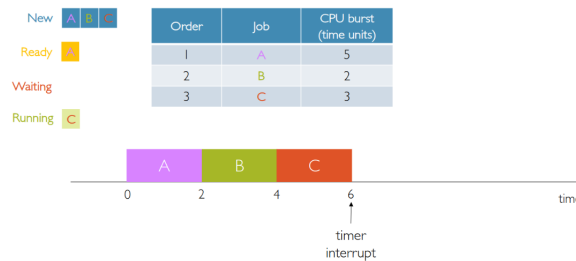 New A B C
Ready A
Waiting
Running C
Order Job CPU burst
(time units)
1 A 5
2 B 2
3 C 3
A B C
0 2 4 6
time
timer
interrupt